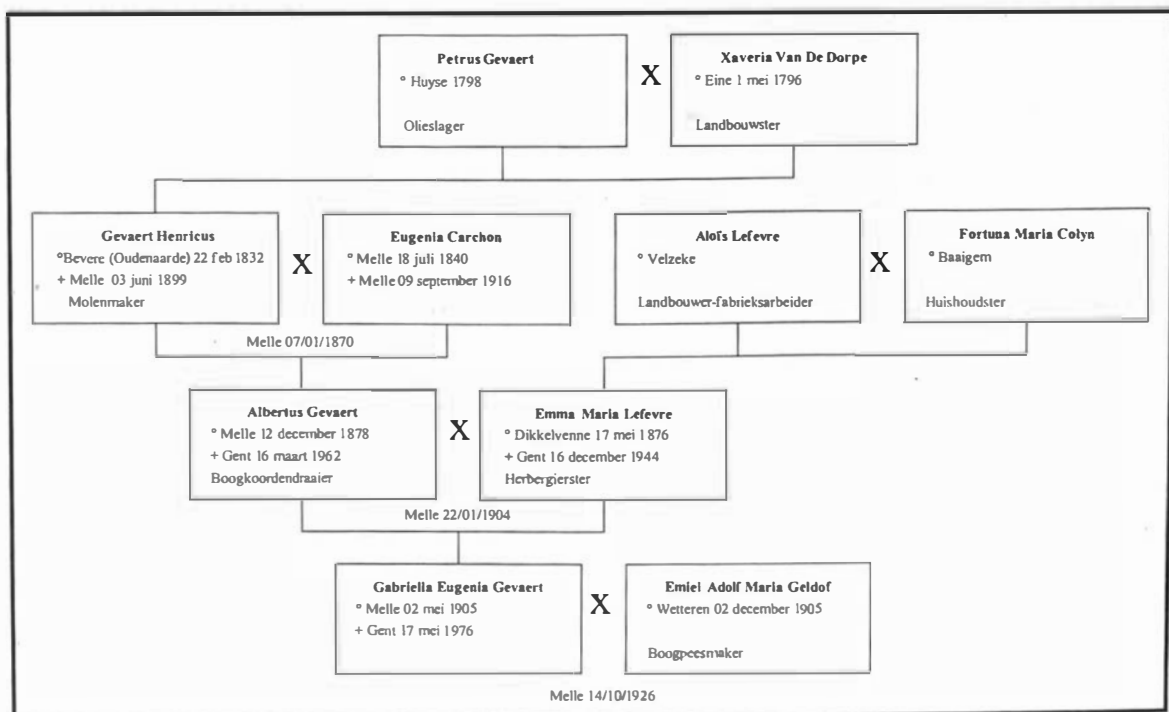 Petrus Gevaert
° Huyse 1798
Olieslager
X
Xaveria Van De Dorpe
° Eine 1 mei 1796
Landbouwster
Gevaert Henricus
°Bevere (Oudenaarde) 22 feb 1832
+ Melle 03 juni 1899
Molenmaker
X
Eugenia Carchon
° Melle 18 juli 1840
+ Melle 09 september 1916
Aloïs Lefevre
° Velzeke
Landbouwer-fabrieksarbeider
X
Fortuna Maria Colyn
° Baaigem
Huishoudster
Melle 07/01/1870
Albertus Gevaert
° Melle 12 december 1878
+ Gent 16 maart 1962
Boogkoordendraaier
X
Emma Maria Lefevre
° Dikkelvenne 17 mei 1876
+ Gent 16 december 1944
Herbergierster
Melle 22/01/1904
Gabriella Eugenia Gevaert
° Melle 02 mei 1905
+ Gent 17 mei 1976
X
Emiel Adolf Maria Geldof
° Wetteren 02 december 1905
Boogpeesmaker
Melle 14/10/1926